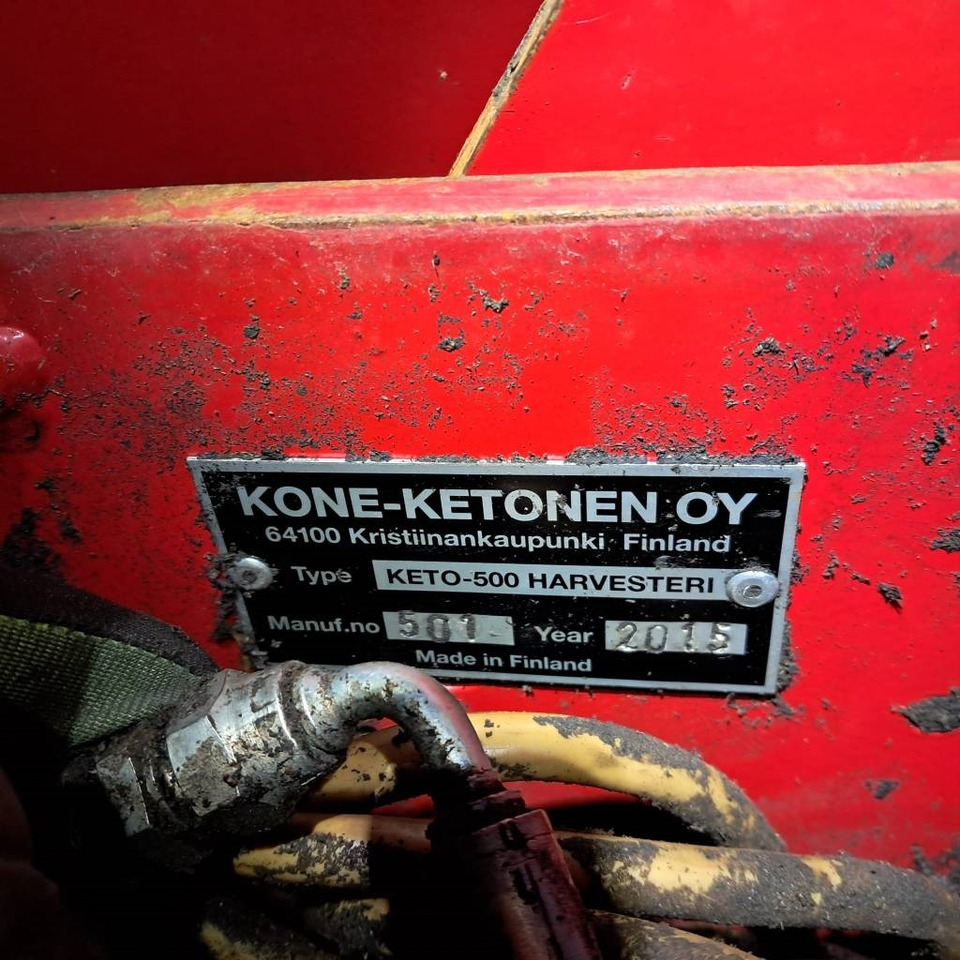 KONE-KETONEN OY
64100 Kristiinankaupunki Finland
Type KETO-500 HARVESTERI
Manuf.no 501 Year 2015
Made in Finland